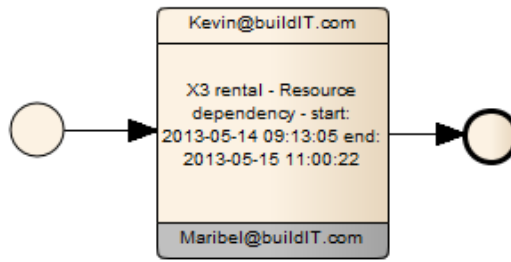 Kevin@buildIT.com
X3 rental - Resource
dependency - start:
2013-05-14 09:13:05 end:
2013-05-15 11:00:22
Maribel@buildIT.com